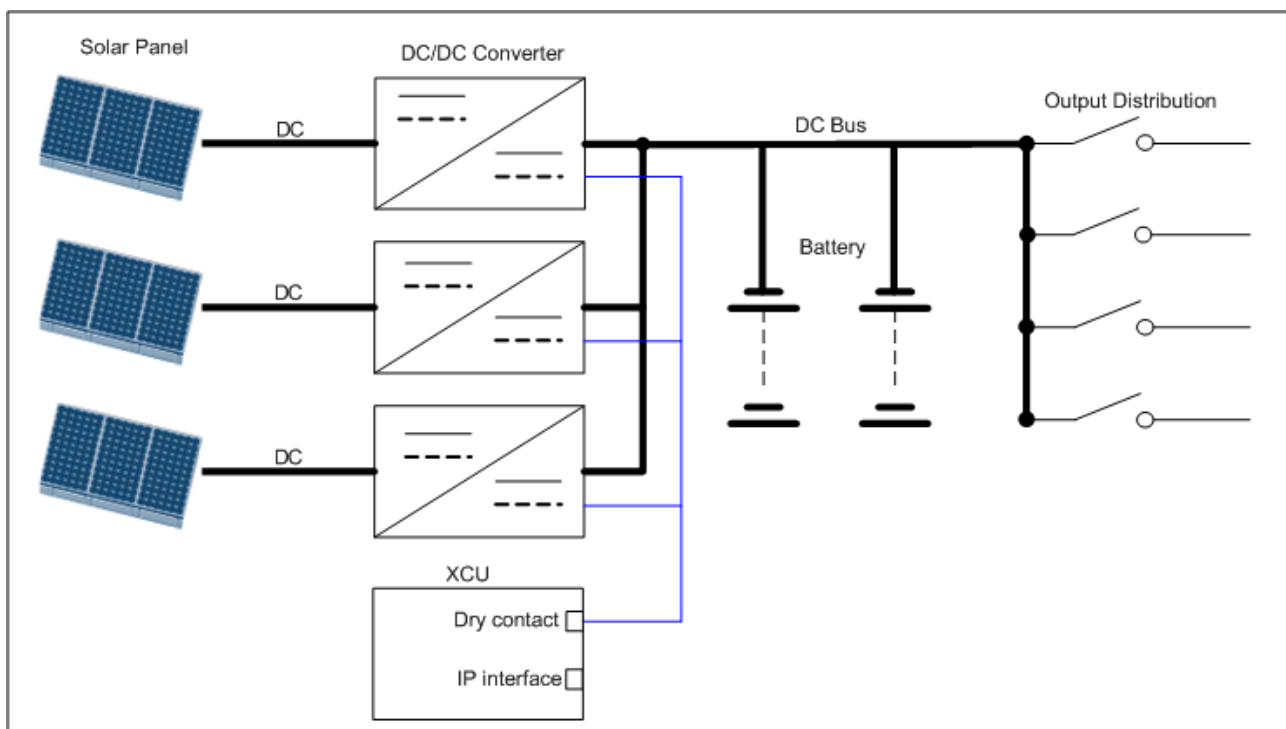 Solar Panel
DC/DC Converter
Output Distribution
DC
DC Bus
Battery
DC
DC
XCU
Dry contact
IP interface